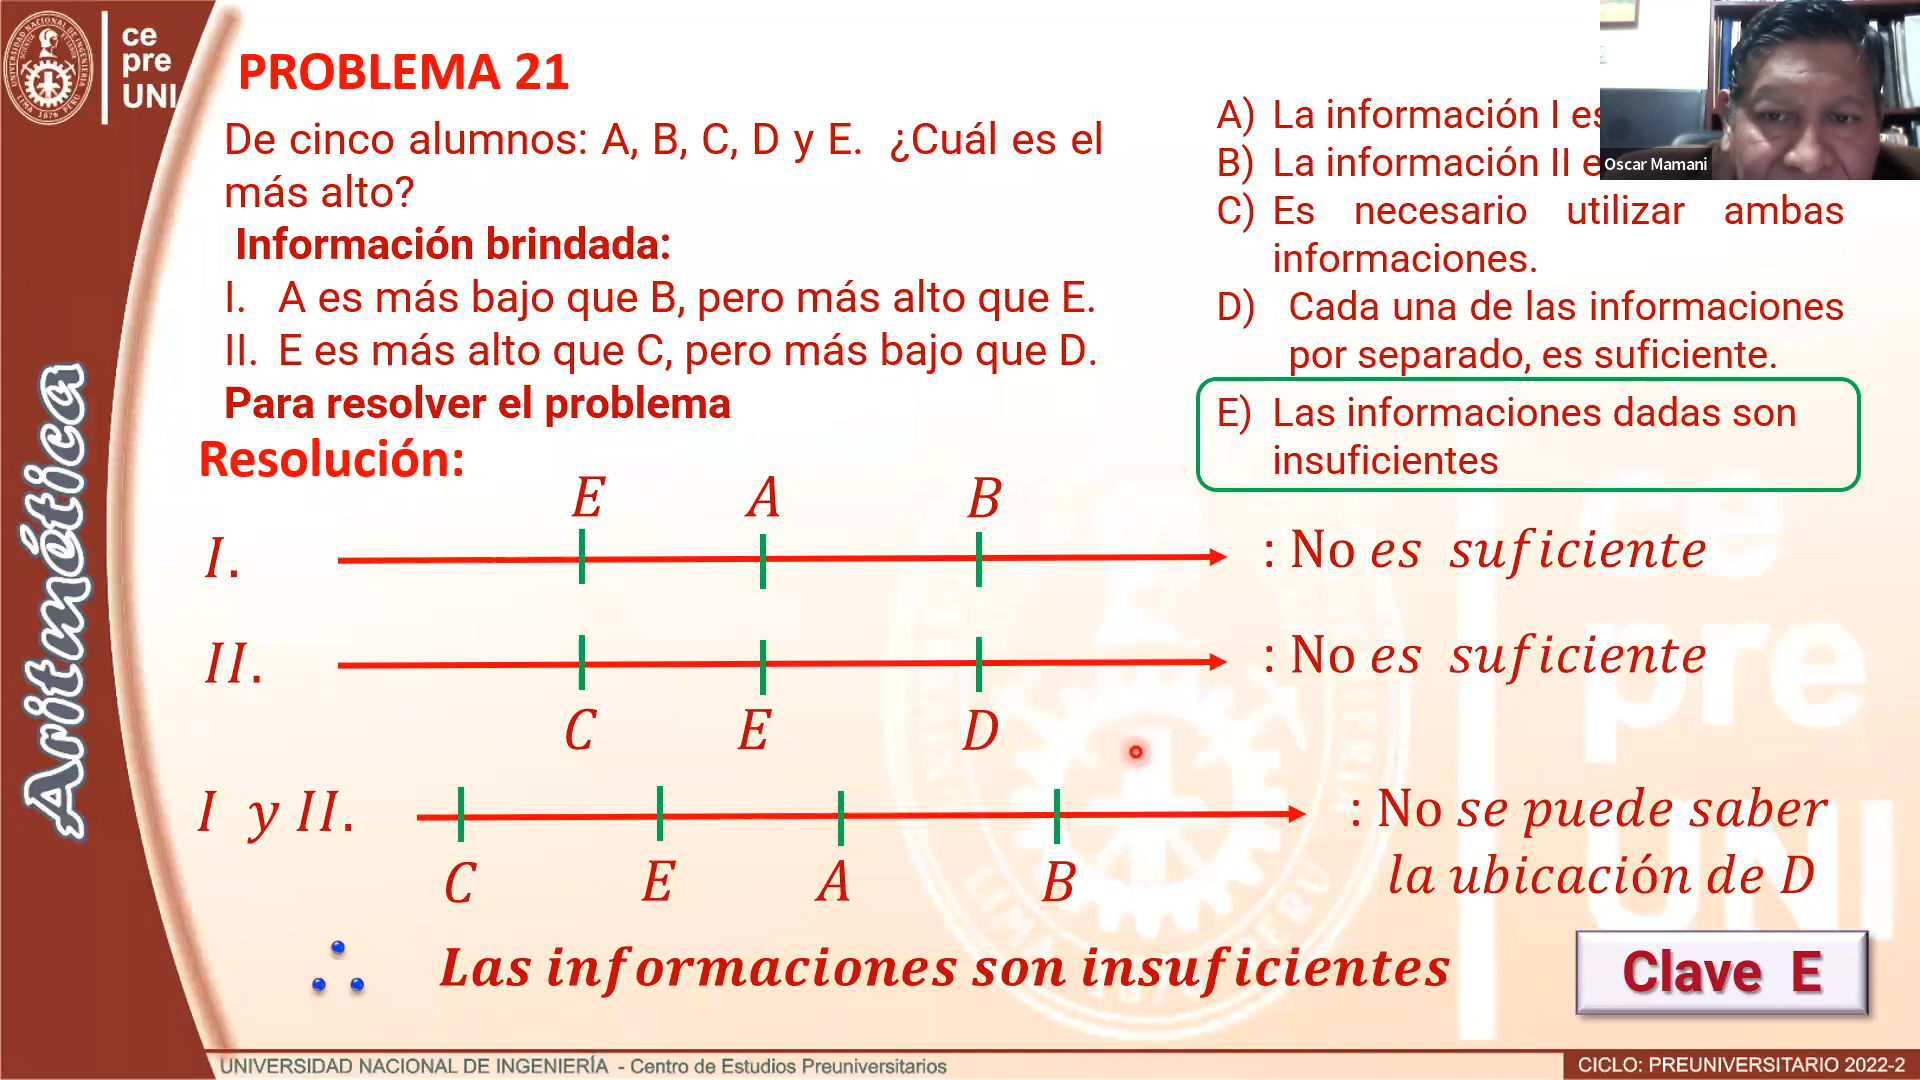 ce
pre
UNI
PROBLEMA 21
De cinco alumnos: A, B, C, D y E. ¿Cuál es el
más alto?
Información brindada:
I. A es más bajo que B, pero más alto que E.
II. E es más alto que C, pero más bajo que D.
Para resolver el problema
A) La información I
B) La información II
C) Es necesario utilizar ambas
informaciones.
D) Cada una de las informaciones
por separado, es suficiente.
E) Las informaciones dadas son
insuficientes
Oscar Mamani
Aritmética
Resolución:
E A B
I. : No es suficiente
II. : No es suficiente
C E D
I y II. : No se puede saber
la ubicación de D
C E A B
∴ Las informaciones son insuficientes
Clave E
UNIVERSIDAD NACIONAL DE INGENIERÍA - Centro de Estudios Preuniversitarios
CICLO: PREUNIVERSITARIO 2022-2